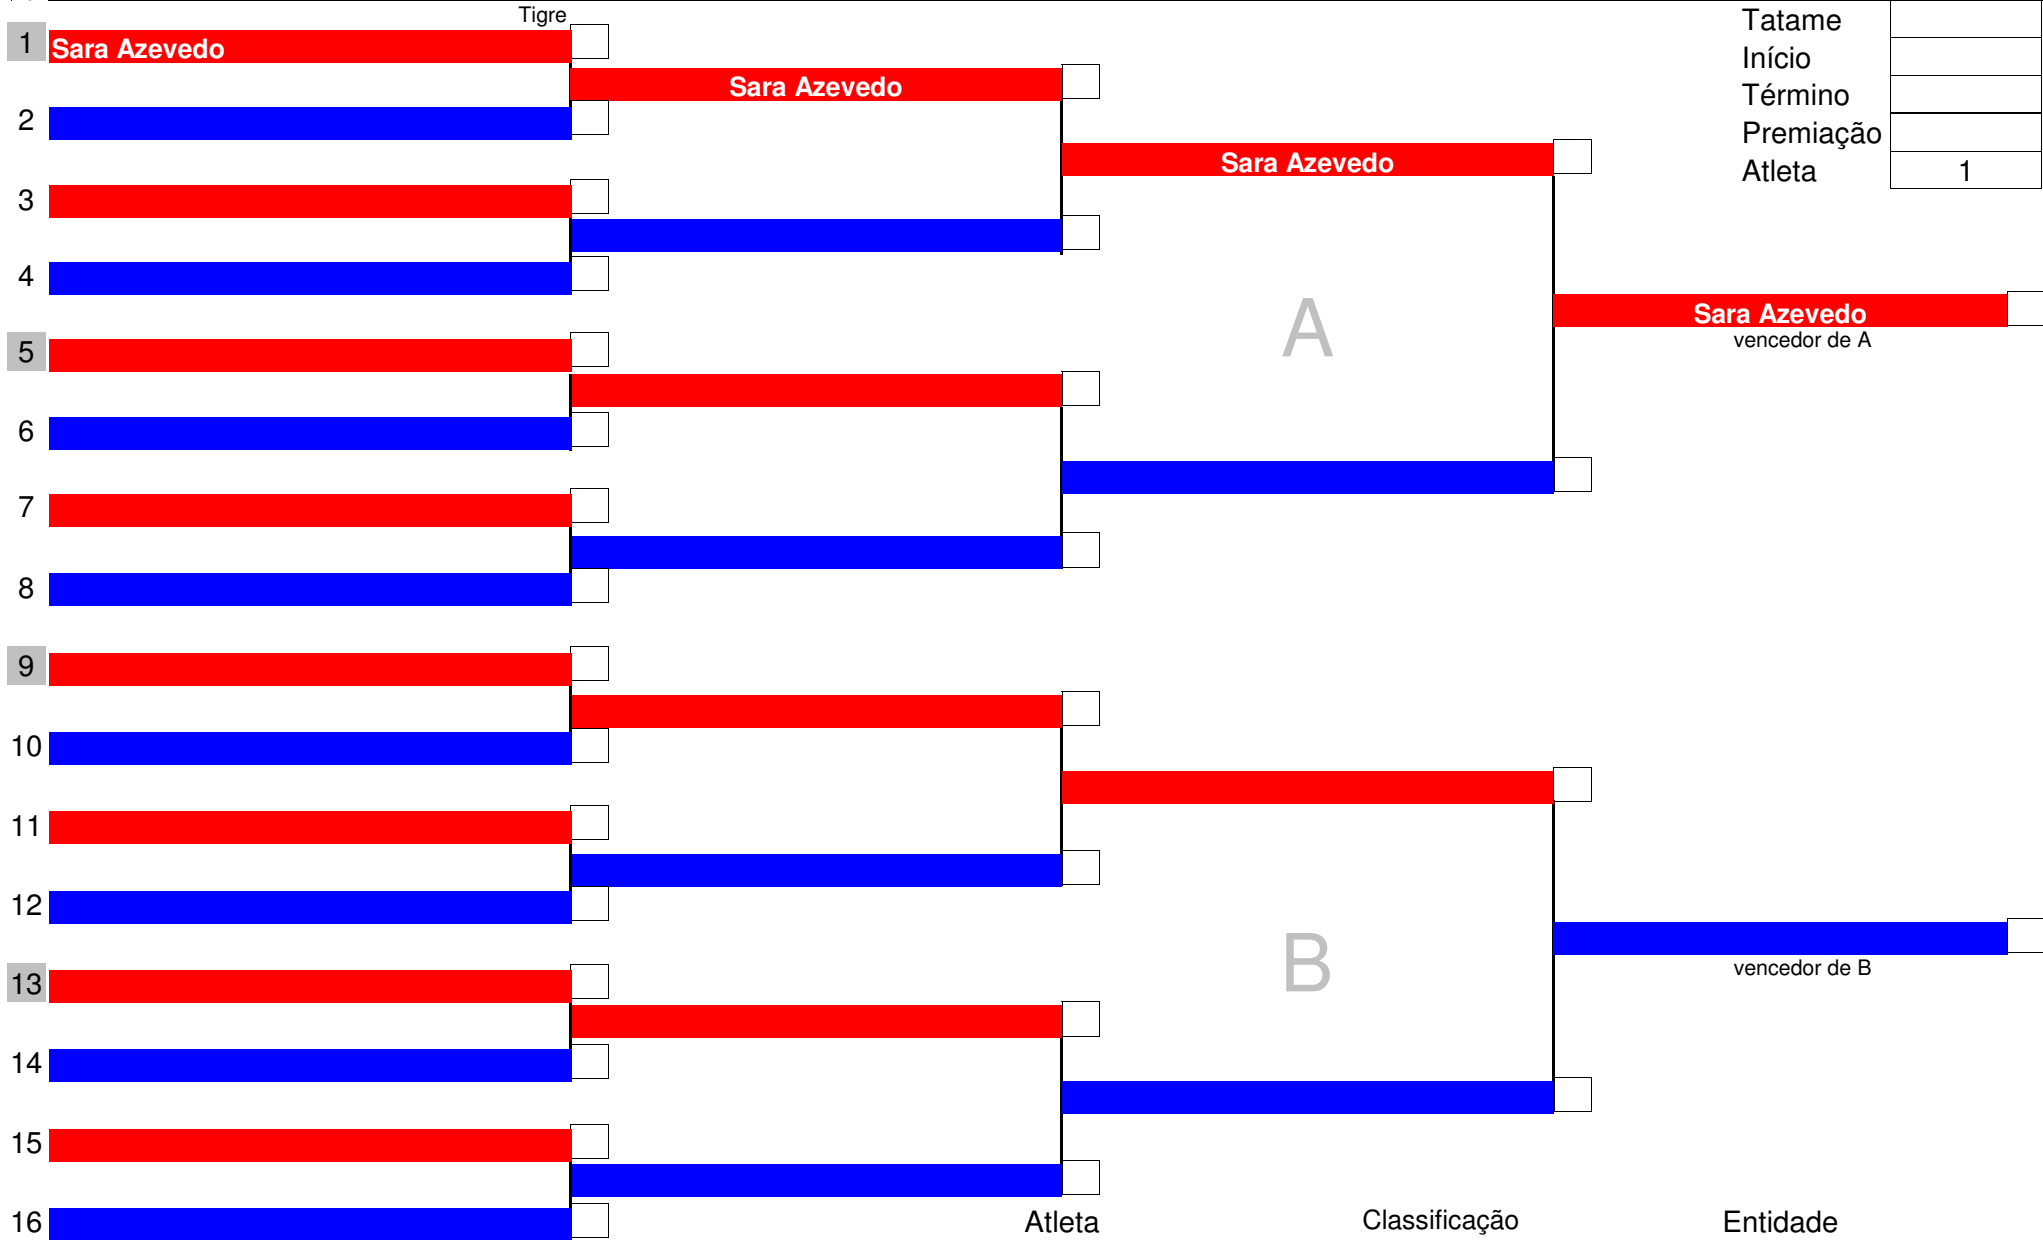 Tigre
Tatame
1 Sara Azevedo
Início
Sara Azevedo
Término
2
Premiação
Sara Azevedo
Atleta 1
3
4
A
Sara Azevedo
vencedor de A
5
6
7
8
9
10
11
12
B
vencedor de B
13
14
15
16
Atleta Classificação Entidade